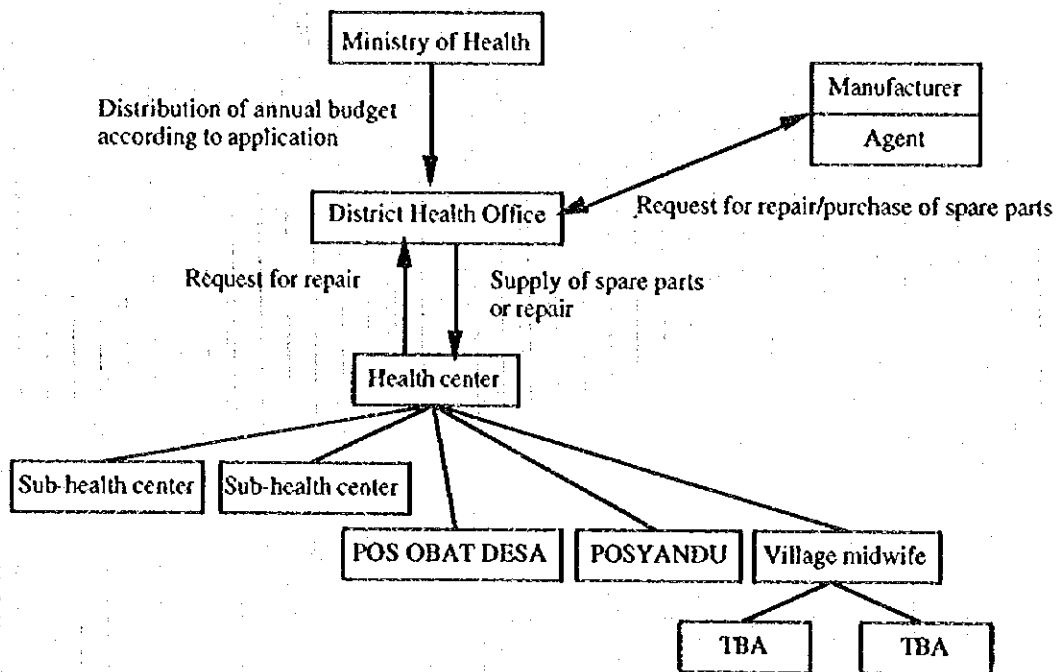 Ministry of Health
Distribution of annual budget
according to application
Manufacturer
Agent
District Health Office
Request for repair/purchase of spare parts
Request for repair
Supply of spare parts
or repair
Health center
Sub-health center
Sub-health center
POS OBAT DESA
POSYANDU
Village midwife
TBA
TBA